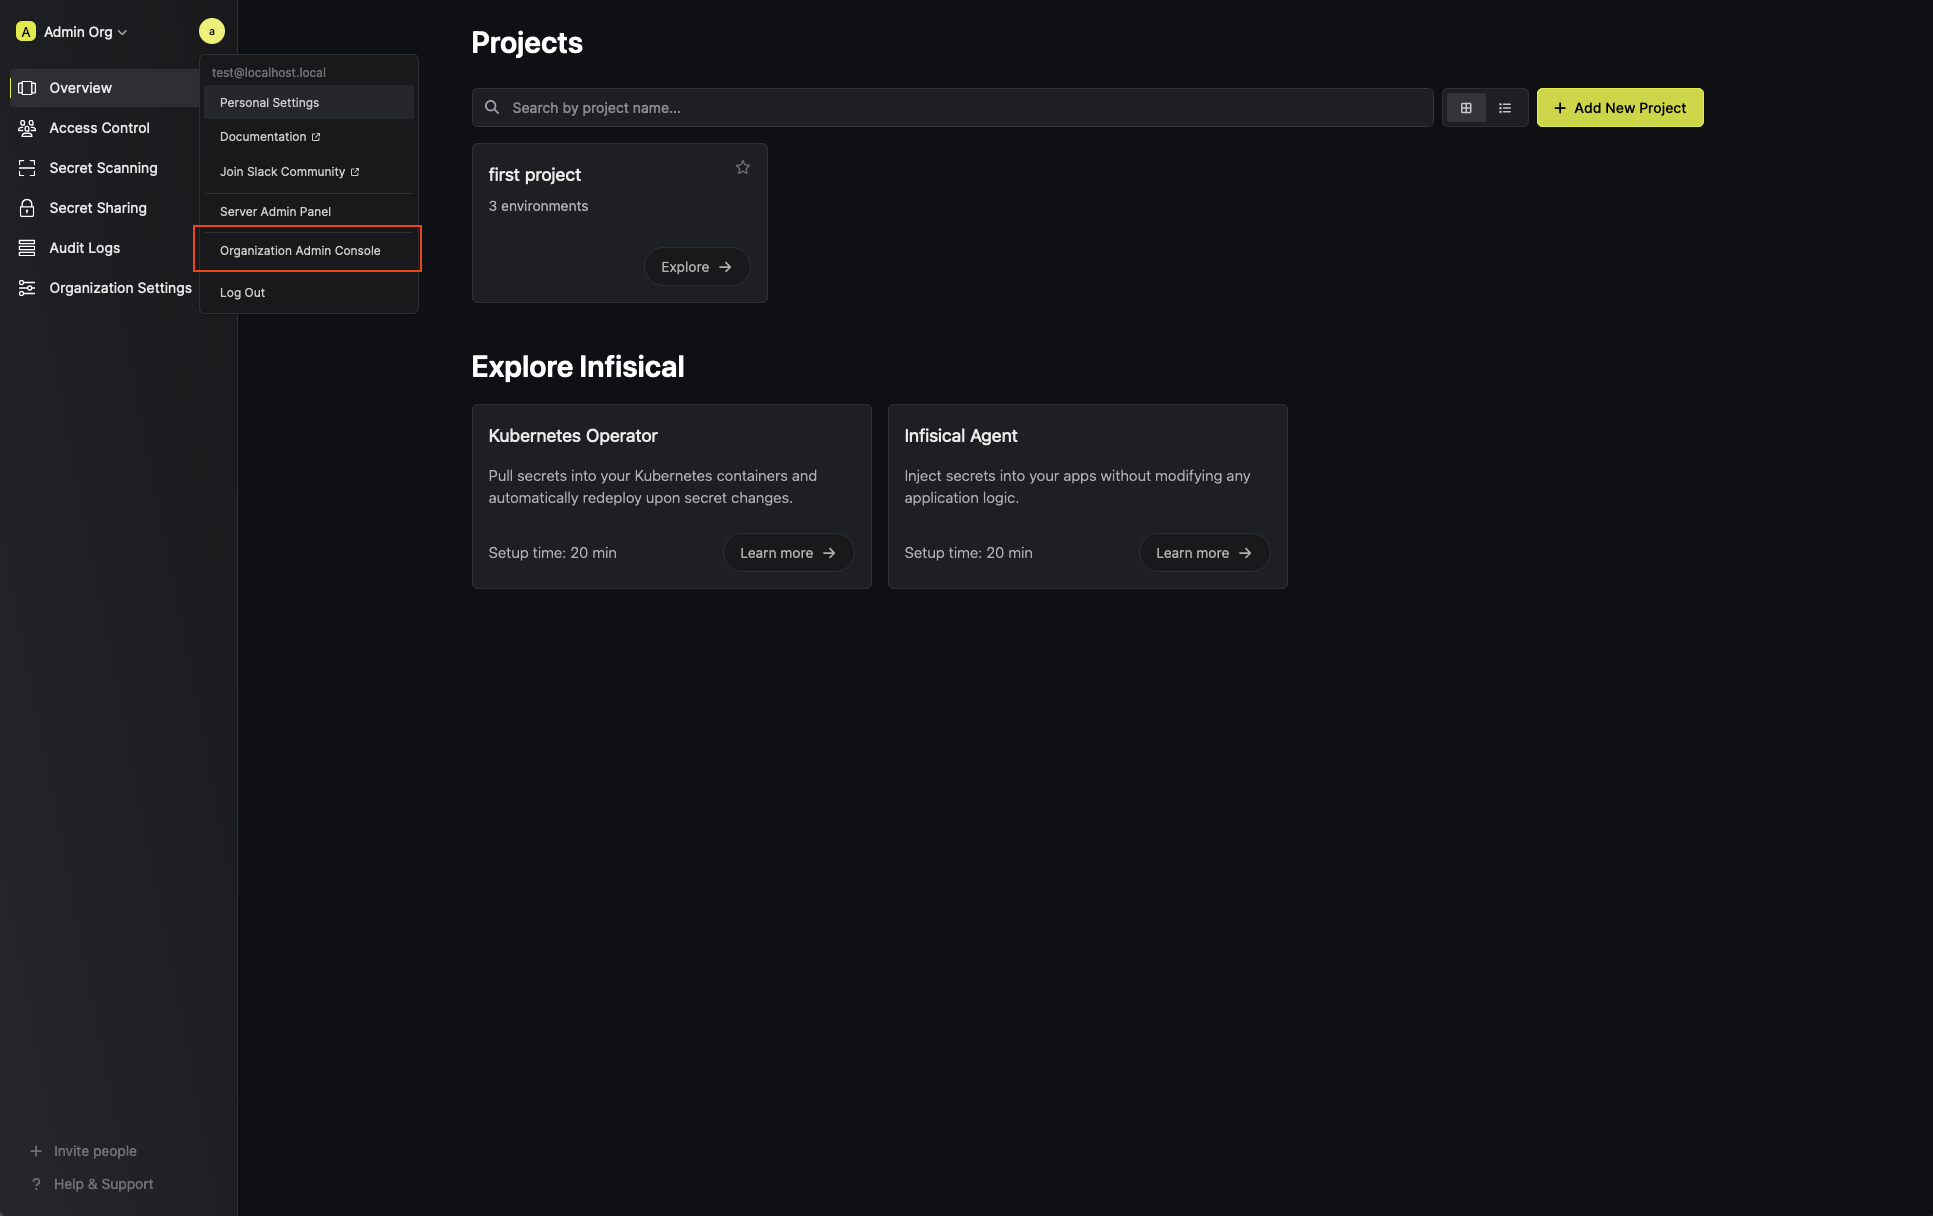 A Admin Org
a
Overview
Access Control
Secret Scanning
Secret Sharing
Audit Logs
Organization Settings
test@localhost.local
Personal Settings
Documentation
Join Slack Community
Server Admin Panel
Organization Admin Console
Log Out
Projects
Search by project name...
+ Add New Project
first project
3 environments
Explore →
Explore Infisical
Kubernetes Operator
Pull secrets into your Kubernetes containers and
automatically redeploy upon secret changes.
Setup time: 20 min
Learn more →
Infisical Agent
Inject secrets into your apps without modifying any
application logic.
Setup time: 20 min
Learn more →
+ Invite people
? Help & Support